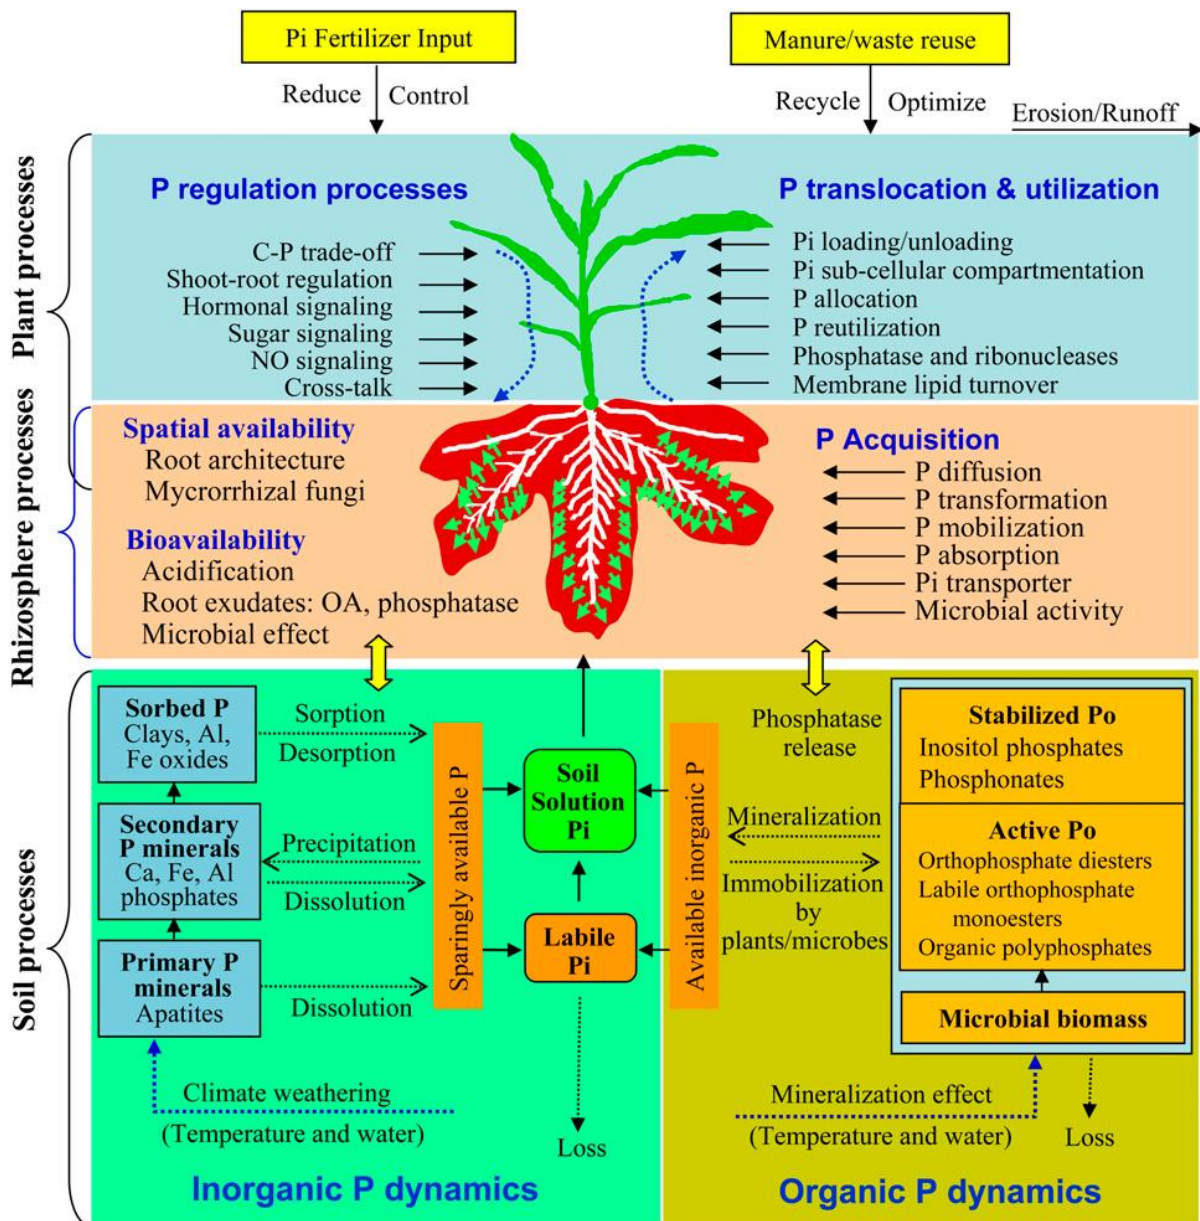 Pi Fertilizer Input
Manure/waste reuse
Reduce
Control
Recycle
Optimize
Erosion/Runoff
Plant processes
P regulation processes
C-P trade-off
Shoot-root regulation
Hormonal signaling
Sugar signaling
NO signaling
Cross-talk
P translocation & utilization
Pi loading/unloading
Pi sub-cellular compartmentation
P allocation
P reutilization
Phosphatase and ribonucleases
Membrane lipid turnover
Rhizosphere processes
Spatial availability
Root architecture
Mycrorrhizal fungi
Bioavailability
Acidification
Root exudates: OA, phosphatase
Microbial effect
P Acquisition
P diffusion
P transformation
P mobilization
P absorption
Pi transporter
Microbial activity
Soil processes
Sorbed P
Clays, Al,
Fe oxides
Sorption
Desorption
Secondary
P minerals
Ca, Fe, Al
phosphates
Precipitation
Dissolution
Primary P
minerals
Apatites
Dissolution
Sparingly available P
Soil
Solution
Pi
Labile
Pi
Available inorganic P
Climate weathering
(Temperature and water)
Loss
Inorganic P dynamics
Phosphatase
release
Mineralization
Immobilization
by
plants/microbes
Stabilized Po
Inositol phosphates
Phosphonates
Active Po
Orthophosphate diesters
Labile orthophosphate
monoesters
Organic polyphosphates
Microbial biomass
Mineralization effect
(Temperature and water)
Loss
Organic P dynamics